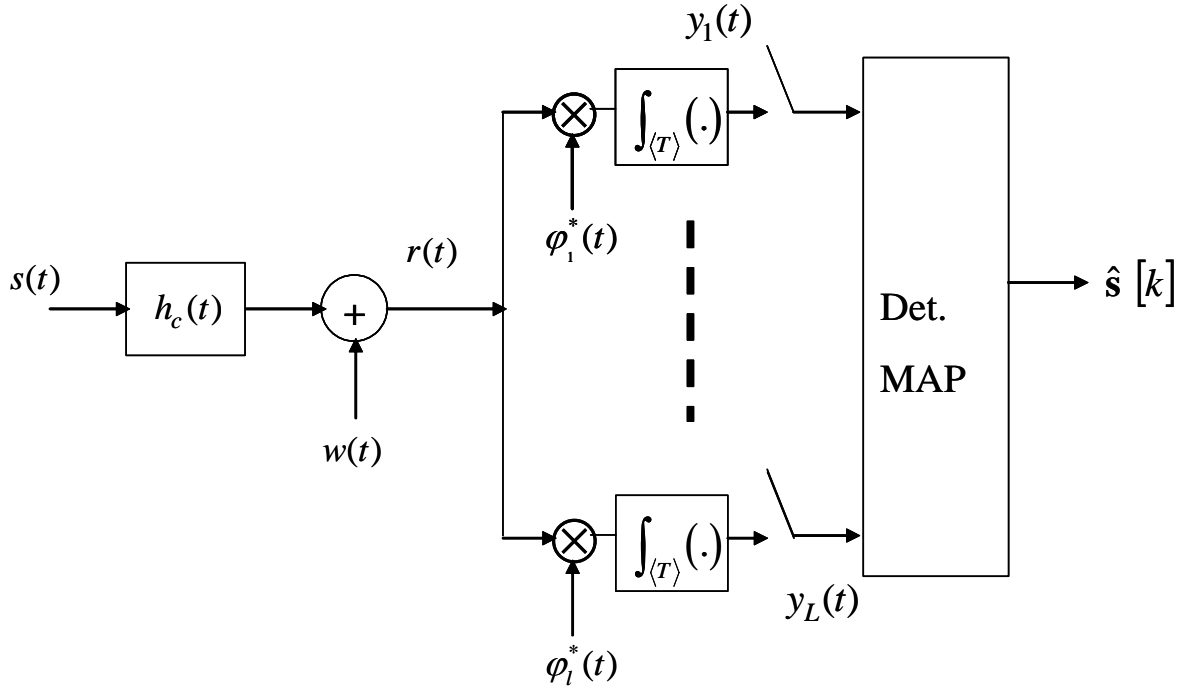 y₁(t)
∫⟨T⟩(.)
φ₁*(t)
s(t)
h_c(t)
+
r(t)
w(t)
Det.
MAP
ŝ [k]
∫⟨T⟩(.)
y_L(t)
φ_l*(t)